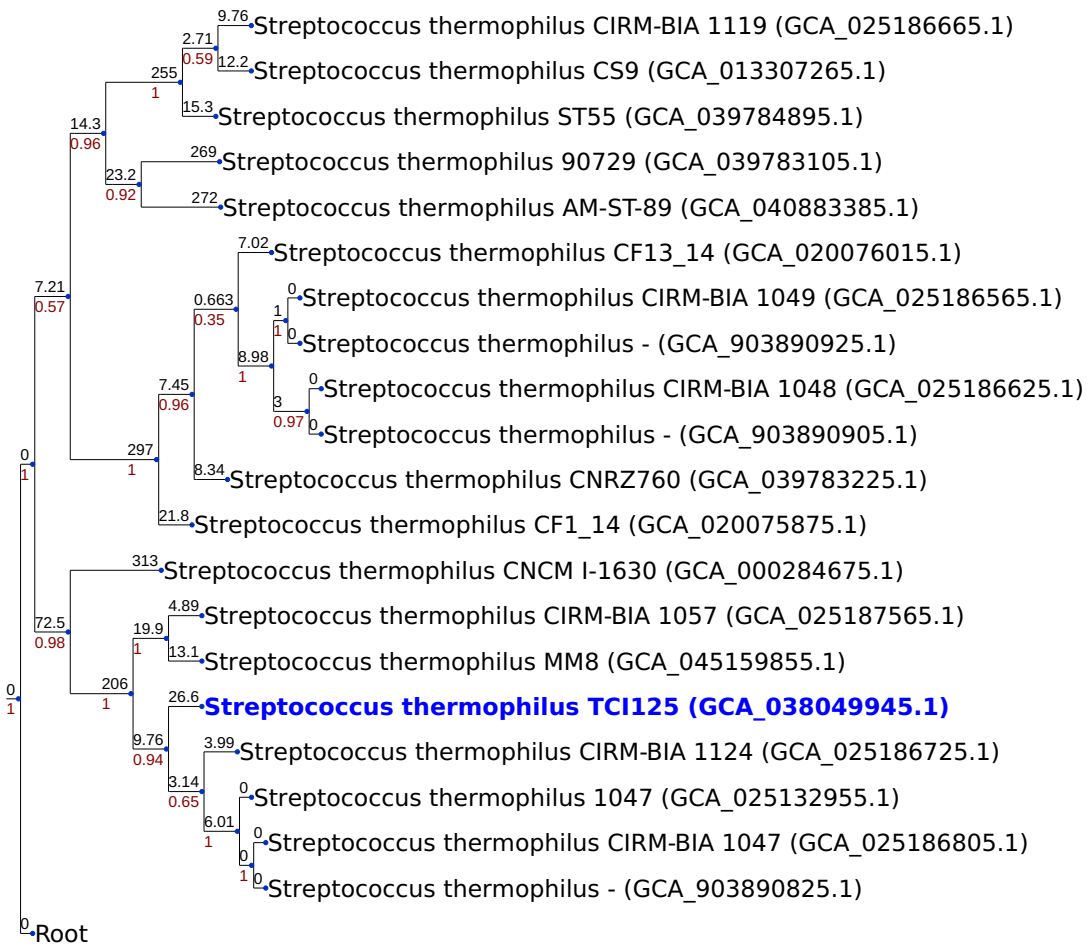 9.76 Streptococcus thermophilus CIRM-BIA 1119 (GCA_025186665.1)
2.71
0.59
12.2 Streptococcus thermophilus CS9 (GCA_013307265.1)
255
1
15.3 Streptococcus thermophilus ST55 (GCA_039784895.1)
14.3
0.96
269 Streptococcus thermophilus 90729 (GCA_039783105.1)
23.2
0.92
272 Streptococcus thermophilus AM-ST-89 (GCA_040883385.1)
7.02 Streptococcus thermophilus CF13_14 (GCA_020076015.1)
7.21
0.57
0 Streptococcus thermophilus CIRM-BIA 1049 (GCA_025186565.1)
0.663
0.35
1
1
0 Streptococcus thermophilus - (GCA_903890925.1)
8.98
1
0 Streptococcus thermophilus CIRM-BIA 1048 (GCA_025186625.1)
7.45
0.96
3
0.97
0 Streptococcus thermophilus - (GCA_903890905.1)
297
1
0
1
8.34 Streptococcus thermophilus CNRZ760 (GCA_039783225.1)
21.8 Streptococcus thermophilus CF1_14 (GCA_020075875.1)
313 Streptococcus thermophilus CNCM I-1630 (GCA_000284675.1)
4.89 Streptococcus thermophilus CIRM-BIA 1057 (GCA_025187565.1)
72.5
0.98
19.9
1
13.1 Streptococcus thermophilus MM8 (GCA_045159855.1)
206
1
0
1
26.6 Streptococcus thermophilus TCI125 (GCA_038049945.1)
9.76
0.94
3.99 Streptococcus thermophilus CIRM-BIA 1124 (GCA_025186725.1)
3.14
0.65
0 Streptococcus thermophilus 1047 (GCA_025132955.1)
6.01
1
0 Streptococcus thermophilus CIRM-BIA 1047 (GCA_025186805.1)
0
1
0 Streptococcus thermophilus - (GCA_903890825.1)
0 Root